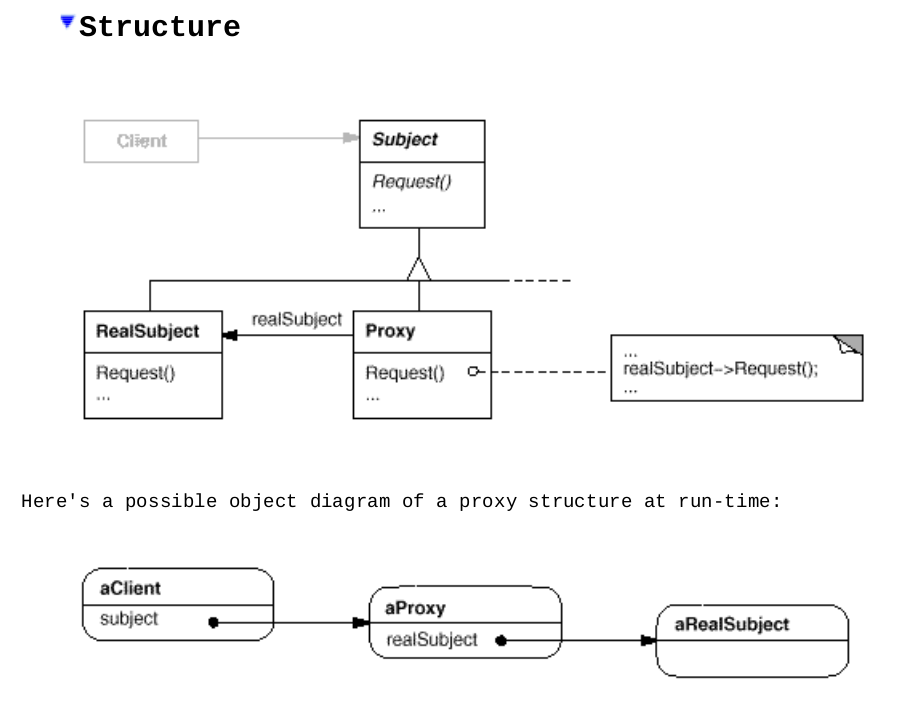 Structure
Client
Subject
Request()
...
RealSubject
realSubject
Proxy
Request()
...
Request()
...
...
realSubject->Request();
...
Here's a possible object diagram of a proxy structure at run-time:
aClient
subject
aProxy
realSubject
aRealSubject